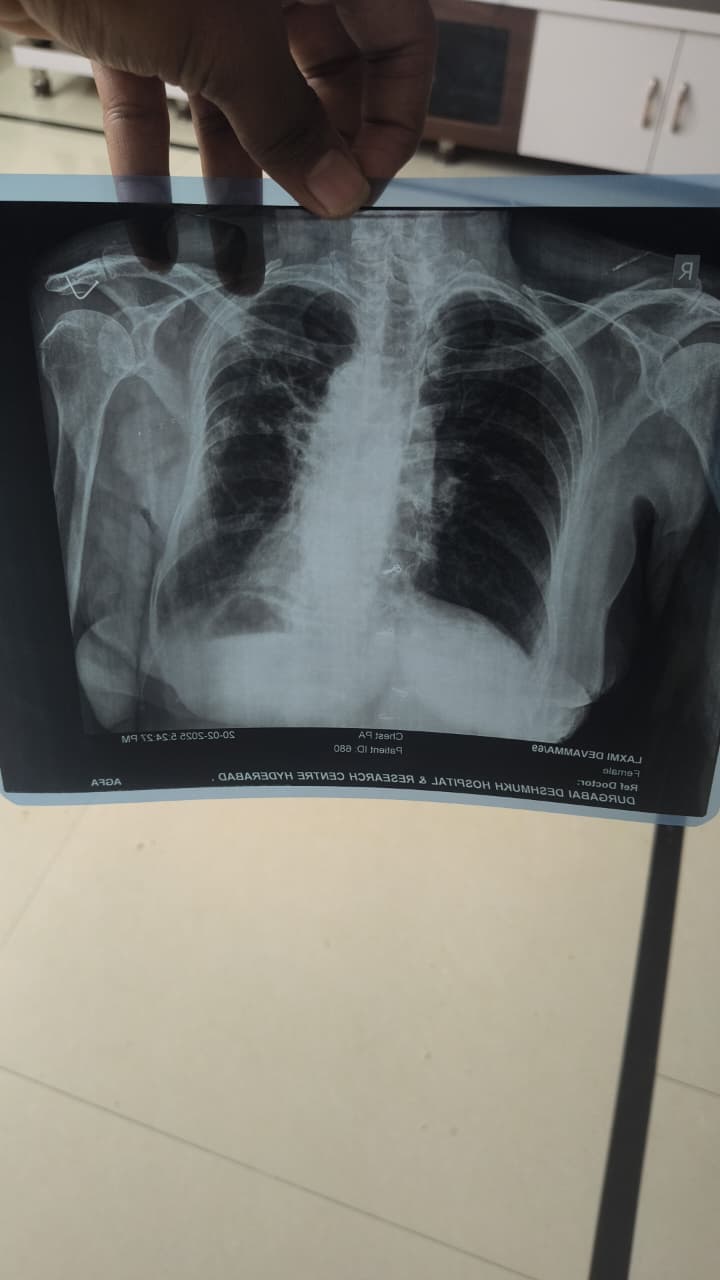 R
LAXMI DEVAMMA/69
Female
Ref Doctor:
DURGABAI DESHMUKH HOSPITAL & RESEARCH CENTRE HYDERABAD .
Chest PA
Patient ID. 680
20-02-2025 5:24:27 PM
AGFA